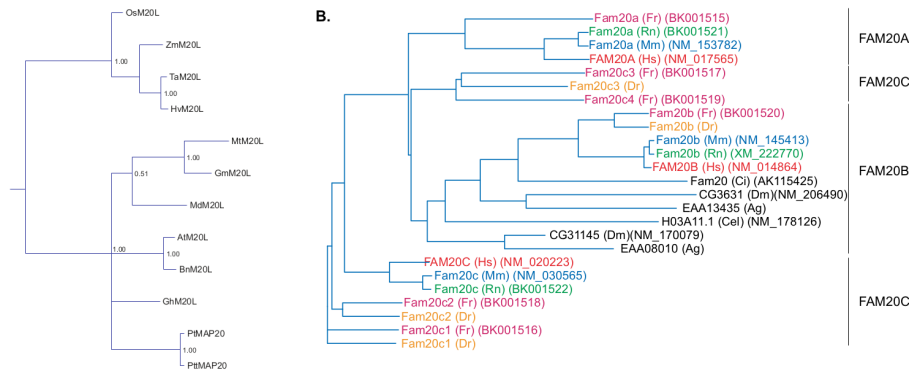 OsM20L
ZmM20L
1.00
TaM20L
1.00
HvM20L
MtM20L
1.00
GmM20L
0.51
MdM20L
AtM20L
1.00
BnM20L
GhM20L
PtMAP20
1.00
PttMAP20
B.
Fam20a (Fr) (BK001515)
Fam20a (Rn) (BK001521)
Fam20a (Mm) (NM_153782)
FAM20A (Hs) (NM_017565)
Fam20c3 (Fr) (BK001517)
Fam20c3 (Dr)
Fam20c4 (Fr) (BK001519)
Fam20b (Fr) (BK001520)
Fam20b (Dr)
Fam20b (Mm) (NM_145413)
Fam20b (Rn) (XM_222770)
FAM20B (Hs) (NM_014864)
Fam20 (Ci) (AK115425)
CG3631 (Dm)(NM_206490)
EAA13435 (Ag)
H03A11.1 (Cel) (NM_178126)
CG31145 (Dm)(NM_170079)
EAA08010 (Ag)
FAM20C (Hs) (NM_020223)
Fam20c (Mm) (NM_030565)
Fam20c (Rn) (BK001522)
Fam20c2 (Fr) (BK001518)
Fam20c2 (Dr)
Fam20c1 (Fr) (BK001516)
Fam20c1 (Dr)
FAM20A
FAM20C
FAM20B
FAM20C